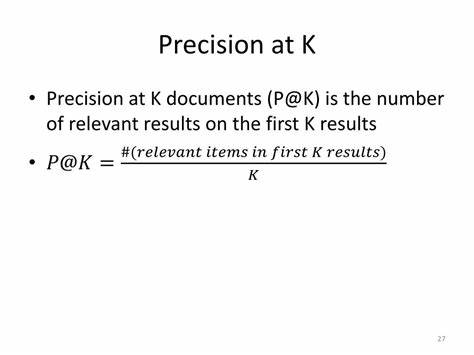 Precision at K
• Precision at K documents (P@K) is the number
of relevant results on the first K results
• P@K = #(relevant items in first K results) / K
27